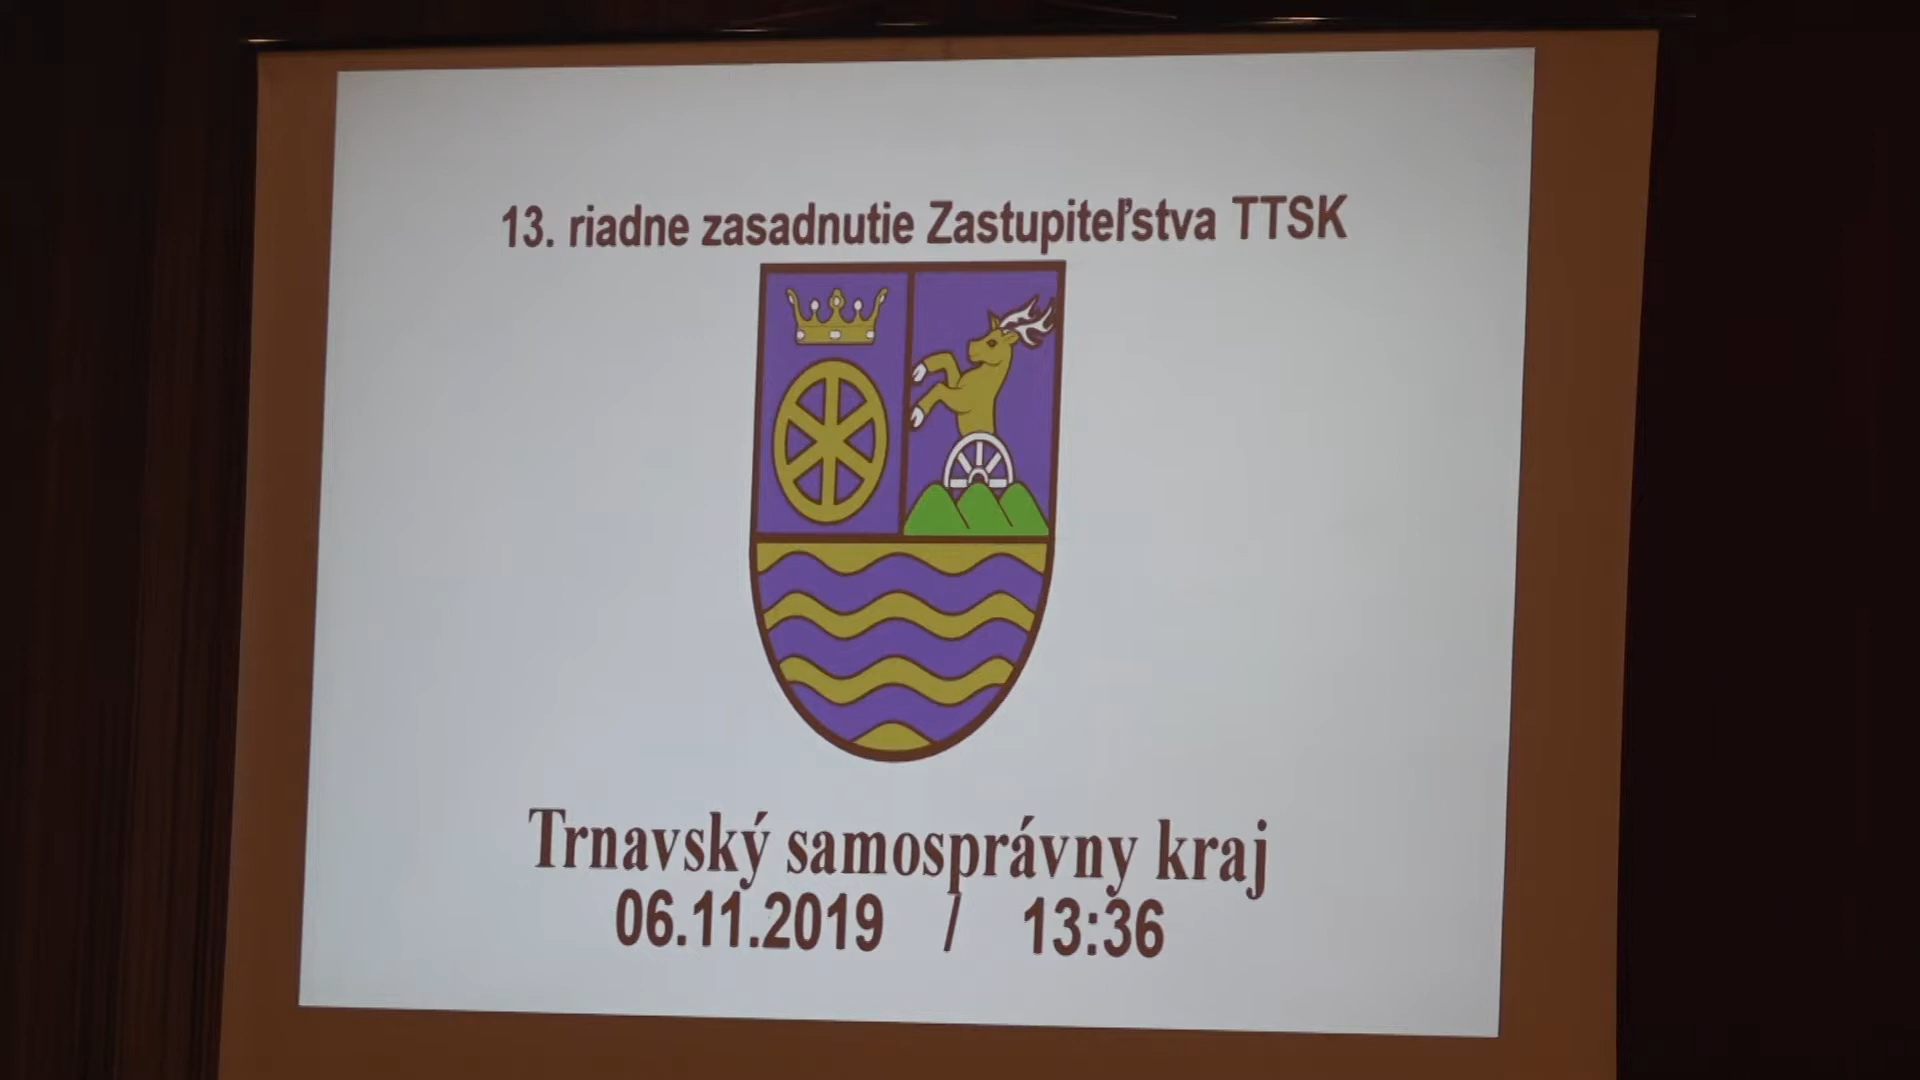 13. riadne zasadnutie Zastupiteľstva TTSK
Trnavský samosprávny kraj
06.11.2019 / 13:36